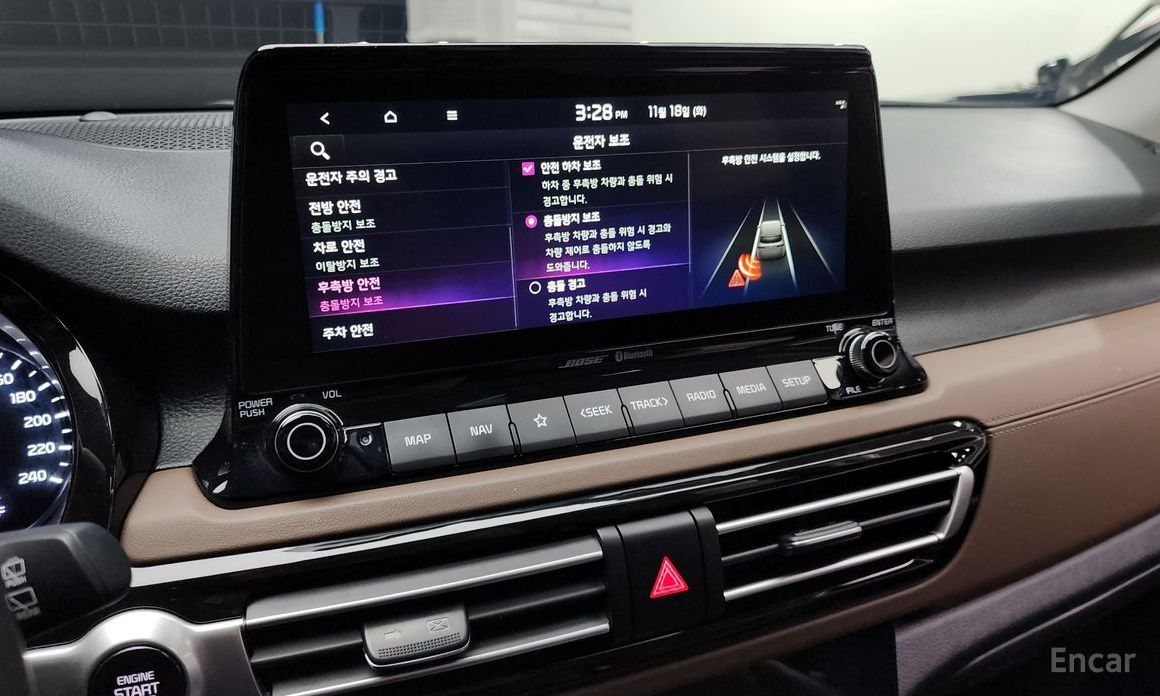 3:28 PM
11월 18일 (화)
운전자 보조
운전자 주의 경고
전방 안전
충돌방지 보조
차로 안전
이탈방지 보조
후측방 안전
충돌방지 보조
주차 안전
안전 하차 보조
하차 중 후측방 차량과 충돌 위험 시
경고합니다.
충돌방지 보조
후측방 차량과 충돌 위험 시 경고와
차량 제어로 충돌하지 않도록
도와줍니다.
충돌 경고
후측방 차량과 충돌 위험 시
경고합니다.
후측방 안전 시스템을 설정합니다.
BOSE
Bluetooth
TUNE
ENTER
FILE
POWER
PUSH
VOL
MAP
NAV
<SEEK
TRACK>
RADIO
MEDIA
SETUP
180
200
220
240
PUSH
ENGINE
START
Encar